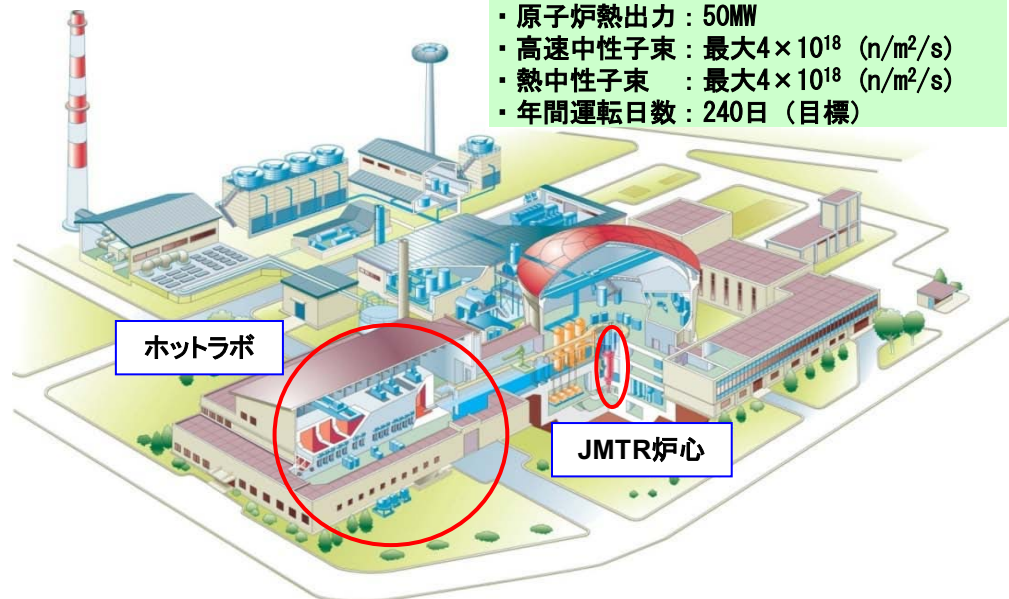 ・原子炉熱出力：50MW
・高速中性子束：最大4×10¹⁸ (n/m²/s)
・熱中性子束　：最大4×10¹⁸ (n/m²/s)
・年間運転日数：240日（目標）
ホットラボ
JMTR炉心